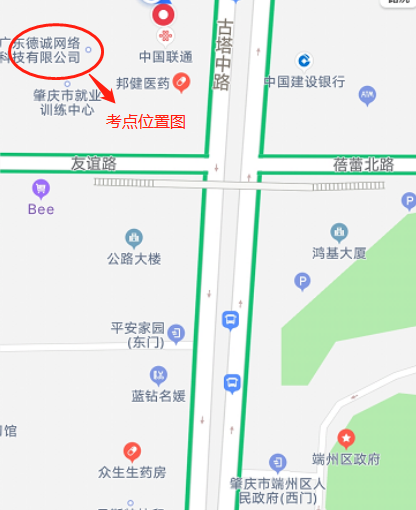 广东德诚网络
科技有限公司
中国联通
古塔中路
中国建设银行
邦健医药
ATM
肇庆市就业
训练中心
考点位置图
友谊路
蓓蕾北路
Bee
P
公路大楼
鸿基大厦
P
平安家园
(东门)
蓝钻名媛
端州区政府
众生生药房
肇庆市端州区人
民政府(西门)